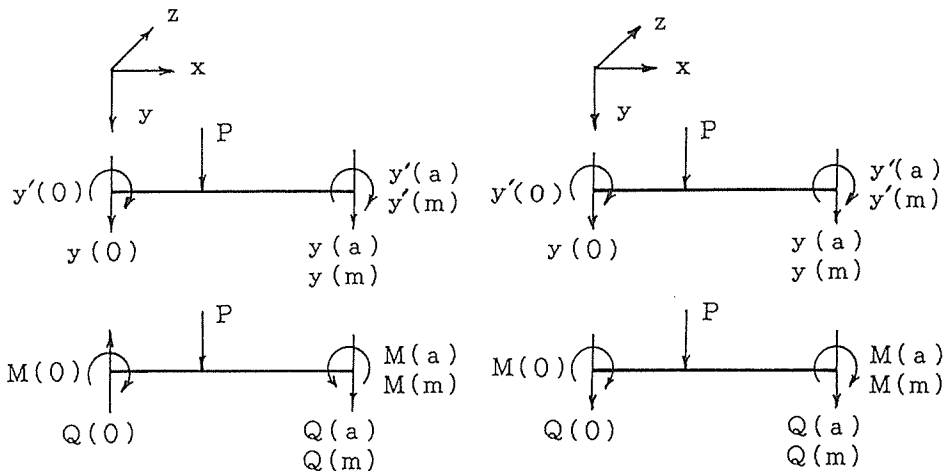 z
x
y
P
y′(0)
y′(a)
y′(m)
y(0)
y(a)
y(m)
P
M(0)
M(a)
M(m)
Q(0)
Q(a)
Q(m)
z
x
y
P
y′(0)
y′(a)
y′(m)
y(0)
y(a)
y(m)
P
M(0)
M(a)
M(m)
Q(0)
Q(a)
Q(m)